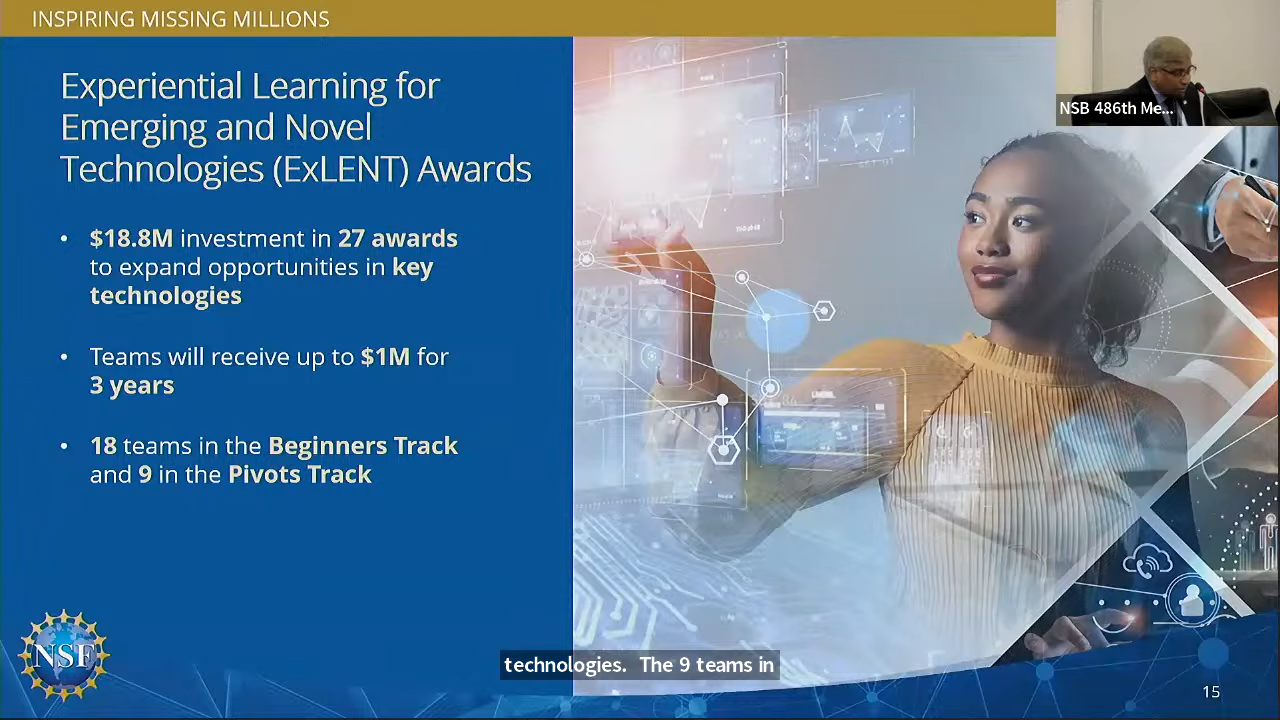 INSPIRING MISSING MILLIONS
NSB 486th Me...
Experiential Learning for
Emerging and Novel
Technologies (ExLENT) Awards
• $18.8M investment in 27 awards
to expand opportunities in key
technologies
• Teams will receive up to $1M for
3 years
• 18 teams in the Beginners Track
and 9 in the Pivots Track
NSF
technologies. The 9 teams in
15